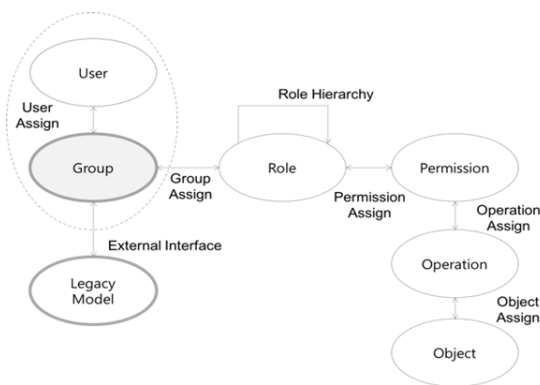 User
User
Assign
Group
Group
Assign
Role Hierarchy
Role
Permission
Assign
Permission
Operation
Assign
Operation
Object
Assign
Object
External Interface
Legacy
Model